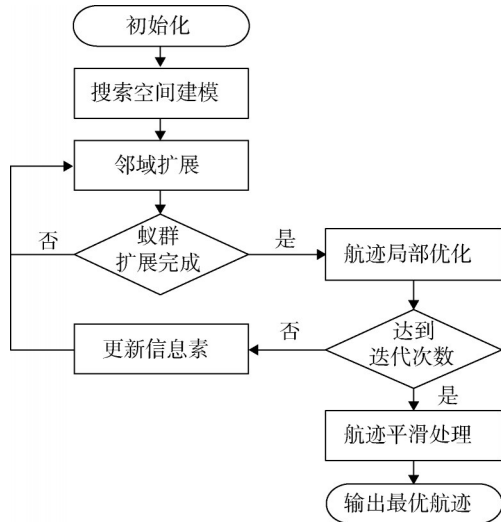 初始化
搜索空间建模
邻域扩展
否
蚁群
扩展完成
是
航迹局部优化
更新信息素
否
达到
迭代次数
是
航迹平滑处理
输出最优航迹